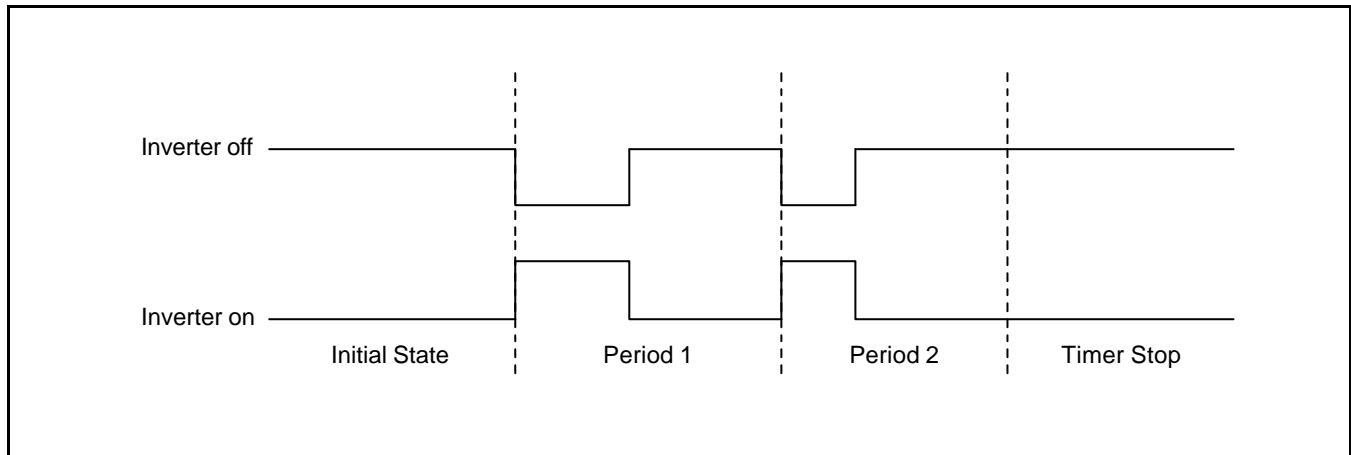 Inverter off
Inverter on
Initial State
Period 1
Period 2
Timer Stop